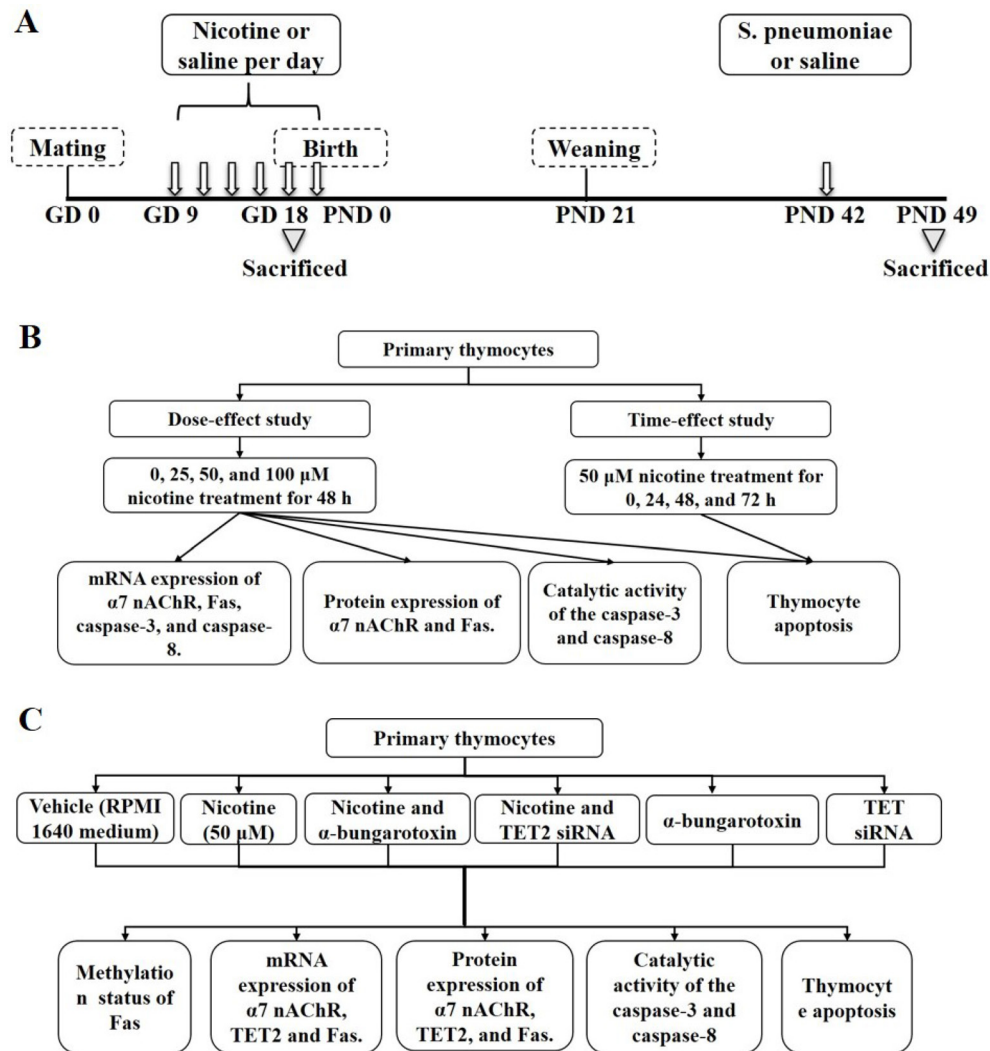 A
Nicotine or
saline per day
S. pneumoniae
or saline
Mating
Birth
Weaning
GD 0
GD 9
GD 18
PND 0
PND 21
PND 42
PND 49
Sacrificed
Sacrificed
B
Primary thymocytes
Dose-effect study
Time-effect study
0, 25, 50, and 100 µM
nicotine treatment for 48 h
50 µM nicotine treatment for
0, 24, 48, and 72 h
mRNA expression of
α7 nAChR, Fas,
caspase-3, and caspase-
8.
Protein expression of
α7 nAChR and Fas.
Catalytic activity
of the caspase-3
and caspase-8
Thymocyte
apoptosis
C
Primary thymocytes
Vehicle (RPMI
1640 medium)
Nicotine
(50 µM)
Nicotine and
α-bungarotoxin
Nicotine and
TET2 siRNA
α-bungarotoxin
TET
siRNA
Methylatio
n status of
Fas
mRNA
expression of
α7 nAChR,
TET2 and Fas.
Protein
expression of
α7 nAChR,
TET2, and Fas.
Catalytic
activity of the
caspase-3 and
caspase-8
Thymocyt
e apoptosis